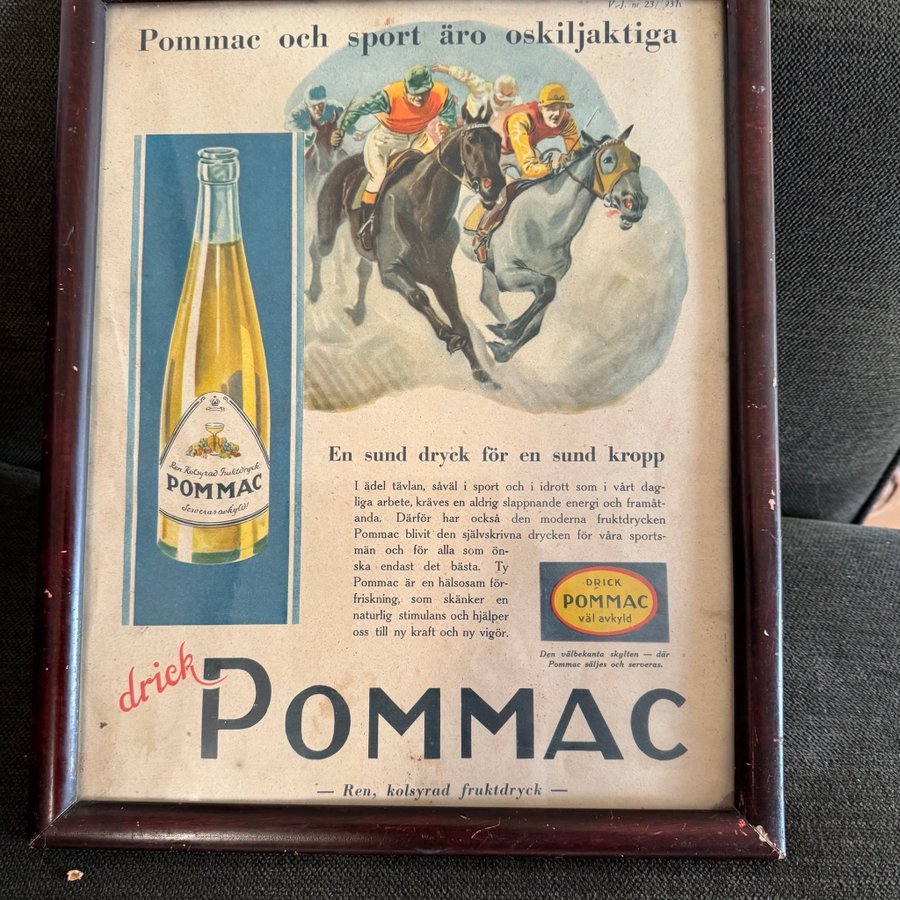 Pommac och sport äro oskiljaktiga
Ren Kolsyrad Fruktdryck
POMMAC
Serveras avkyld!
En sund dryck för en sund kropp
I ädel tävlan, såväl i sport och i idrott som i vårt dag-
liga arbete, kräves en aldrig slappnande energi och framåt-
anda. Därför har också den moderna fruktdrycken
Pommac blivit den självskrivna drycken för våra sports-
män och för alla som ön-
ska endast det bästa. Ty
Pommac är en hälsosam för-
friskning, som skänker en
naturlig stimulans och hjälper
oss till ny kraft och ny vigör.
DRICK
POMMAC
väl avkyld
Den välbekanta skylten — där
Pommac säljes och serveras.
drick
POMMAC
— Ren, kolsyrad fruktdryck —